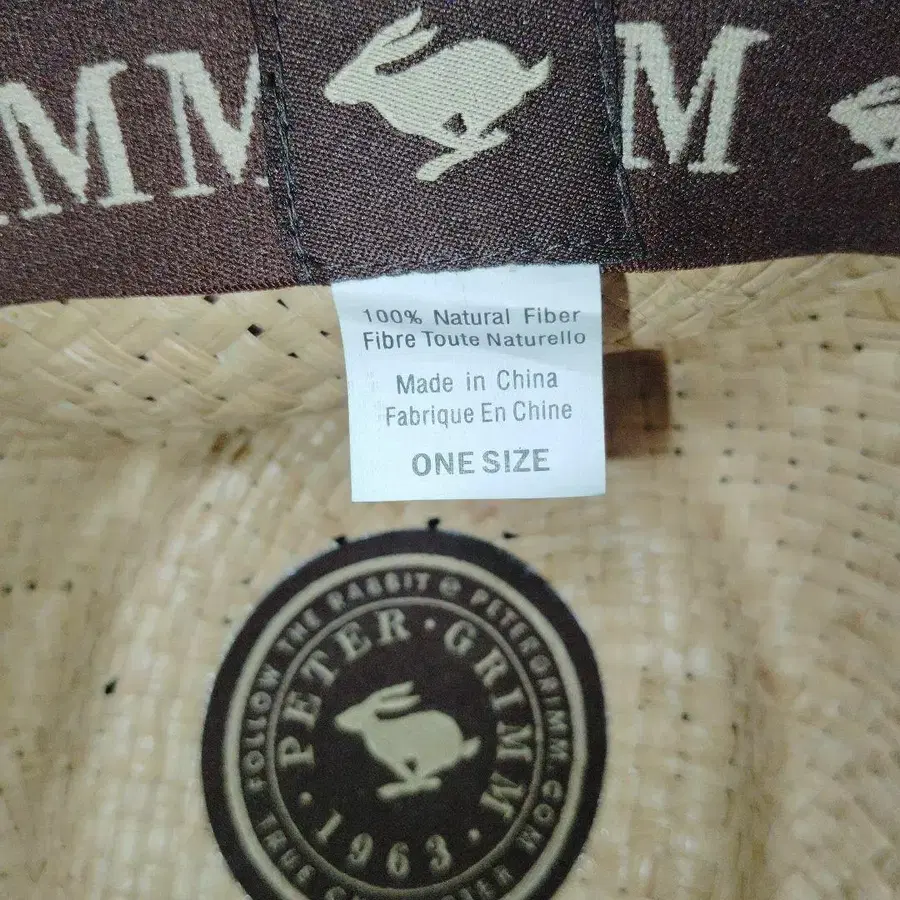 MM
M
100% Natural Fiber
Fibre Toute Naturello
Made in China
Fabrique En Chine
ONE SIZE
FOLLOW THE RABBIT @ PETERGRIMM.COM
PETER · GRIMM
· 1963 ·
TRUE